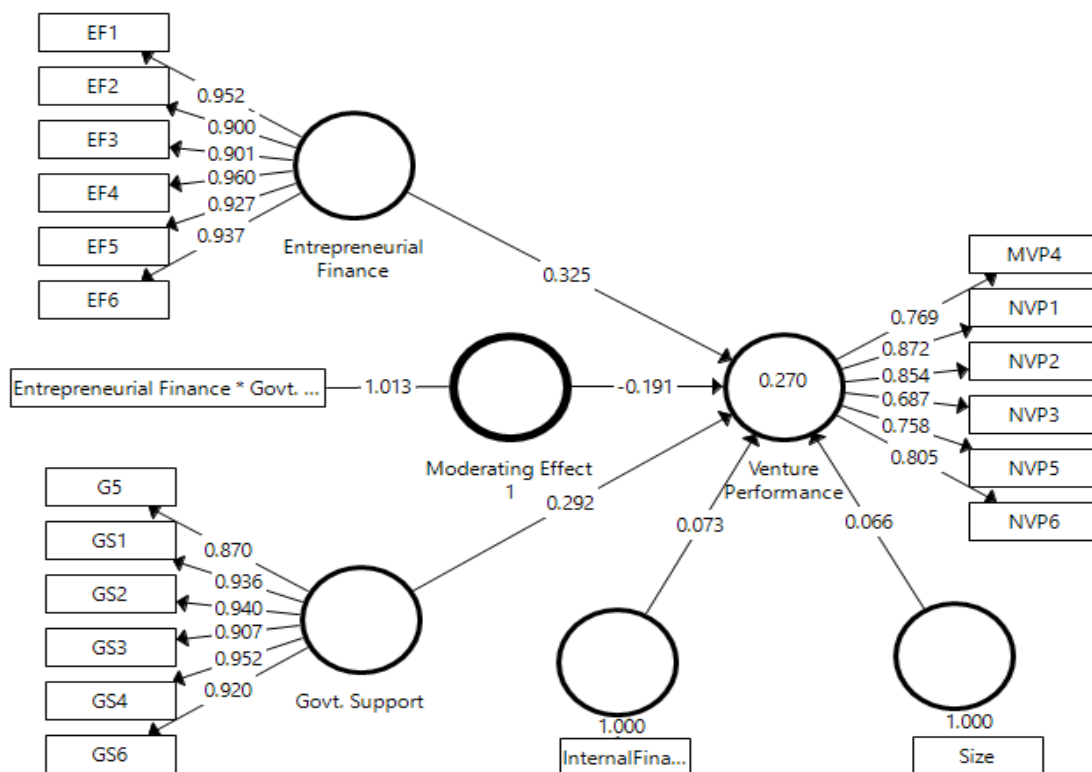 EF1
EF2
EF3
EF4
EF5
EF6
0.952
0.900
0.901
0.960
0.927
0.937
Entrepreneurial
Finance
0.325
Entrepreneurial Finance * Govt. ...
1.013
Moderating Effect
1
-0.191
0.270
Venture
Performance
MVP4
NVP1
NVP2
NVP3
NVP5
NVP6
0.769
0.872
0.854
0.687
0.758
0.805
G5
GS1
GS2
GS3
GS4
GS6
0.870
0.936
0.940
0.907
0.952
0.920
Govt. Support
0.292
0.073
0.066
1.000
InternalFina...
1.000
Size